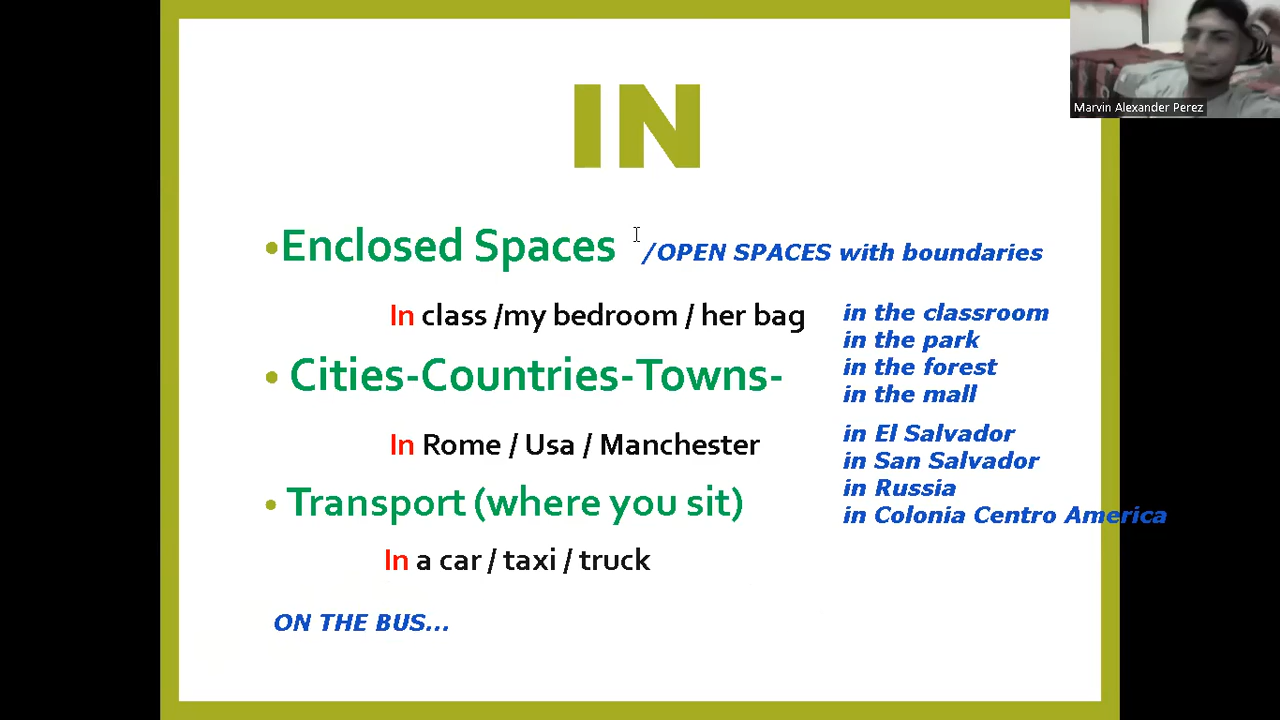 IN
Marvin Alexander Perez
•Enclosed Spaces /OPEN SPACES with boundaries
In class /my bedroom / her bag
in the classroom
in the park
in the forest
in the mall
• Cities-Countries-Towns-
In Rome / Usa / Manchester
in El Salvador
in San Salvador
in Russia
in Colonia Centro America
• Transport (where you sit)
In a car / taxi / truck
ON THE BUS...